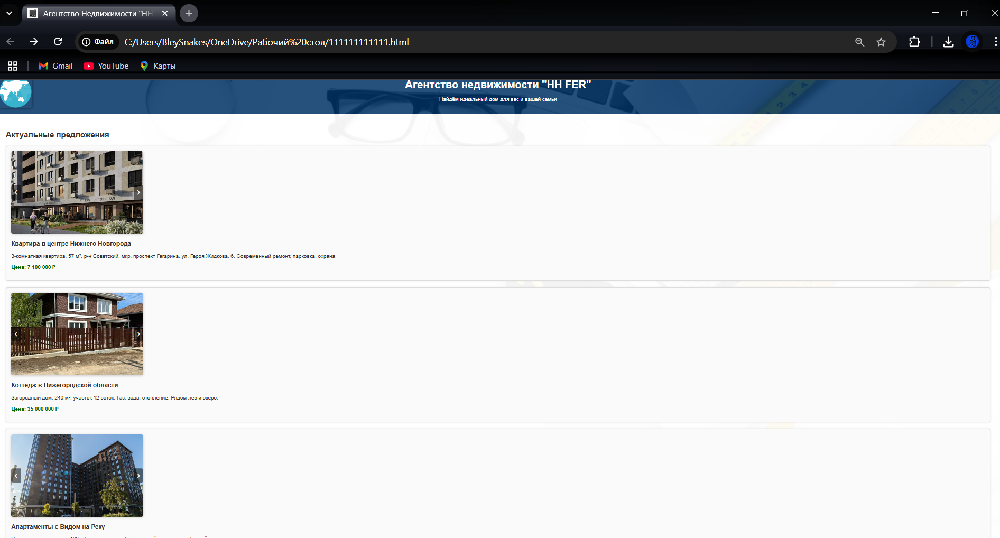 Агентство Недвижимости "НН
Файл
C:/Users/BleySnakes/OneDrive/Рабочий%20стол/111111111111.html
Gmail
YouTube
Карты
Агентство недвижимости "НН FER"
Найдём идеальный дом для вас и вашей семьи
Актуальные предложения
СПОРТЗАЛ
Квартира в центре Нижнего Новгорода
3-комнатная квартира, 57 м², р-н Советский, мкр. проспект Гагарина, ул. Героя Жидкова, 6. Современный ремонт, парковка, охрана.
Цена: 7 100 000 ₽
Коттедж в Нижегородской области
Загородный дом, 240 м², участок 12 соток. Газ, вода, отопление. Рядом лес и озеро.
Цена: 35 000 000 ₽
Апартаменты с Видом на Реку